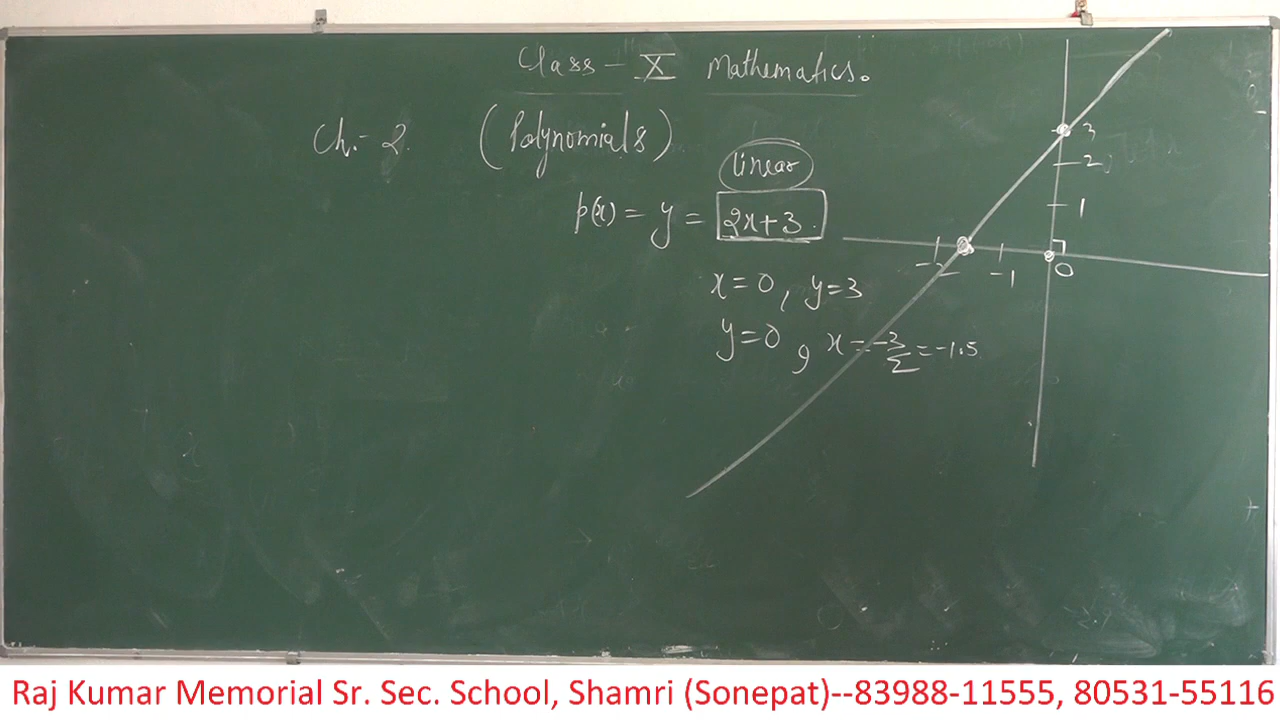 Class - X Mathematics.
Ch. - 2. (Polynomials)
linear
p(x) = y = 2x+3.
x=0, y=3
y=0, x = -3/2 = -1.5
3
2
1
-2 -1 0
Raj Kumar Memorial Sr. Sec. School, Shamri (Sonepat)--83988-11555, 80531-55116